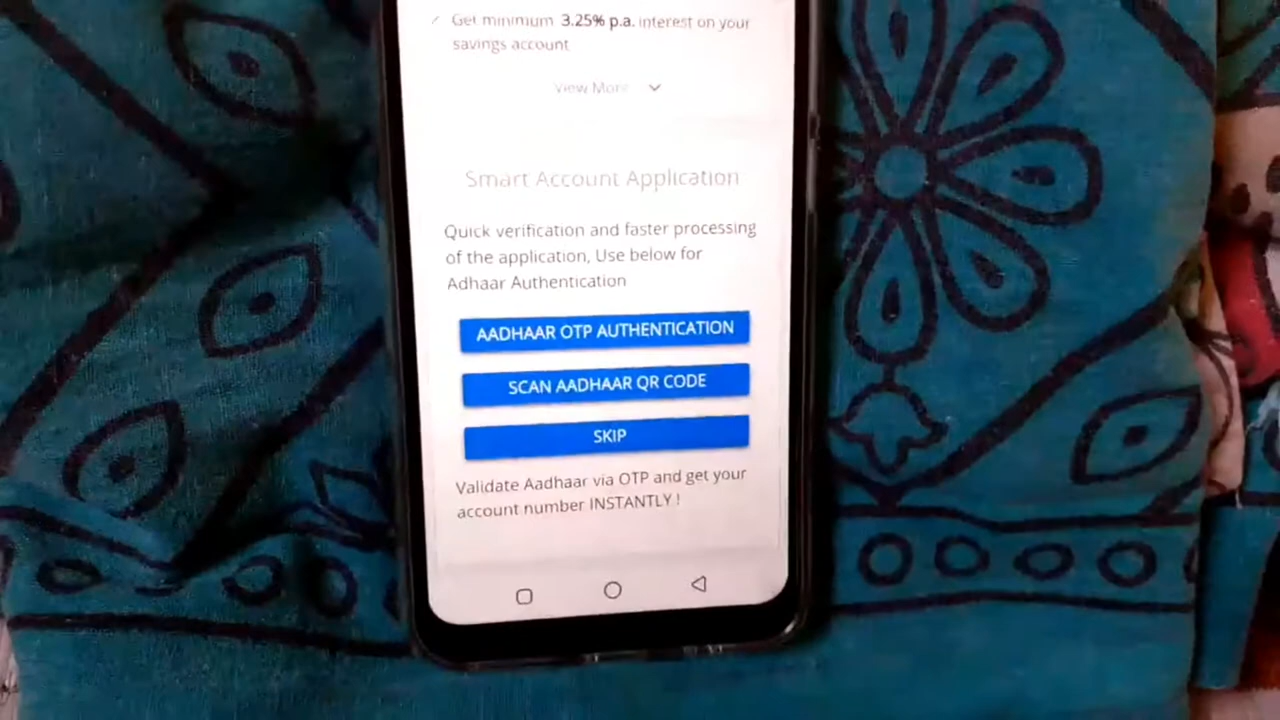 Get minimum 3.25% p.a. interest on your
savings account
View More
Smart Account Application
Quick verification and faster processing
of the application, Use below for
Adhaar Authentication
AADHAAR OTP AUTHENTICATION
SCAN AADHAAR QR CODE
SKIP
Validate Aadhaar via OTP and get your
account number INSTANTLY !